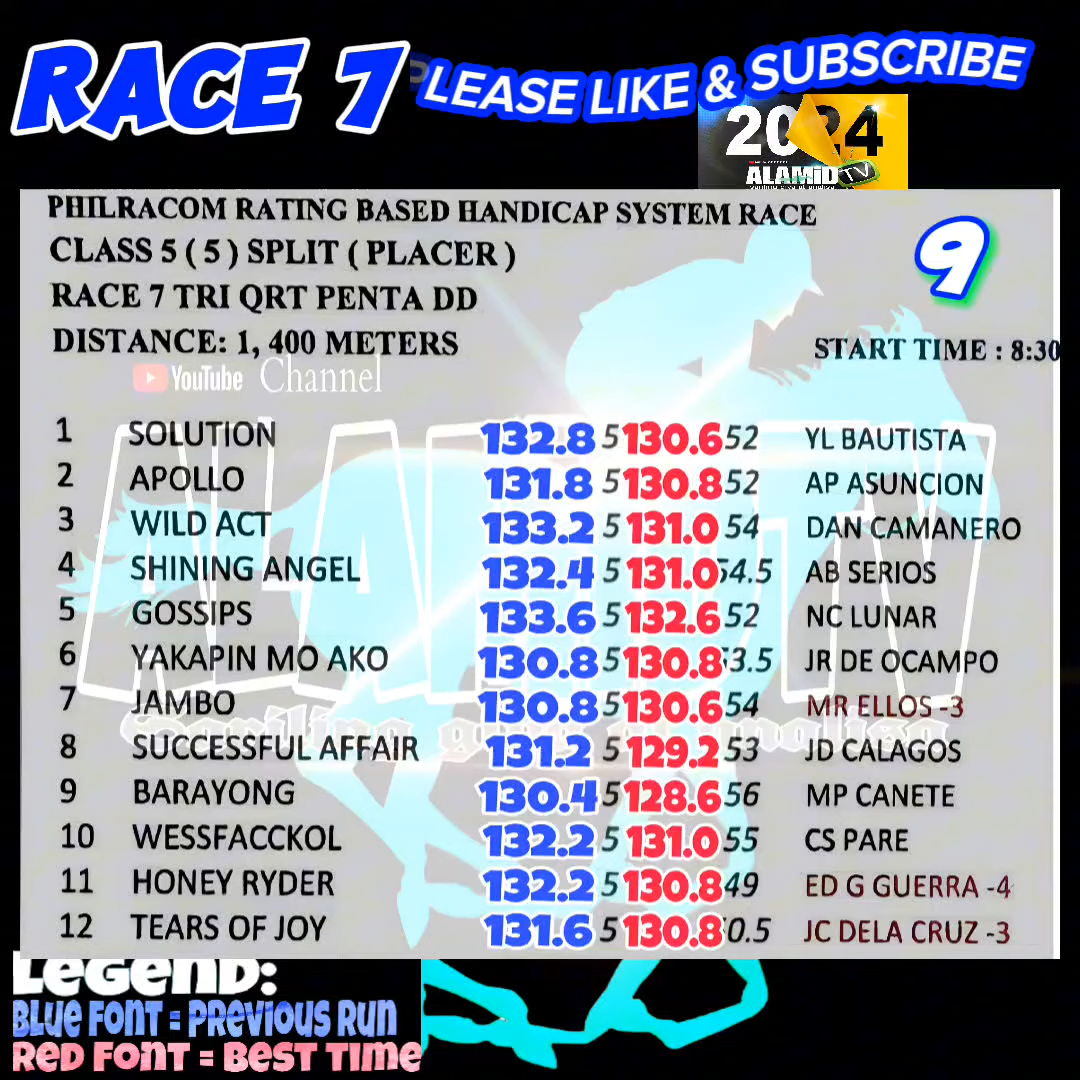 RACE 7
PLEASE LIKE & SUBSCRIBE
2024
ALAMiD TV
PHILRACOM RATING BASED HANDICAP SYSTEM RACE
CLASS 5 ( 5 ) SPLIT ( PLACER )
9
RACE 7 TRI QRT PENTA DD
DISTANCE: 1, 400 METERS
START TIME : 8:30
YouTube Channel
1 SOLUTION 132.8 5 130.6 52 YL BAUTISTA
2 APOLLO 131.8 5 130.8 52 AP ASUNCION
3 WILD ACT 133.2 5 131.0 54 DAN CAMANERO
4 SHINING ANGEL 132.4 5 131.0 54.5 AB SERIOS
5 GOSSIPS 133.6 5 132.6 52 NC LUNAR
6 YAKAPIN MO AKO 130.8 5 130.8 3.5 JR DE OCAMPO
7 JAMBO 130.8 5 130.6 54 MR ELLOS -3
8 SUCCESSFUL AFFAIR 131.2 5 129.2 53 JD CALAGOS
9 BARAYONG 130.4 5 128.6 56 MP CANETE
10 WESSFACCKOL 132.2 5 131.0 55 CS PARE
11 HONEY RYDER 132.2 5 130.8 49 ED G GUERRA -4
12 TEARS OF JOY 131.6 5 130.8 0.5 JC DELA CRUZ -3
LEGEND:
BLUE FONT = PREVIOUS RUN
RED FONT = BEST TIME